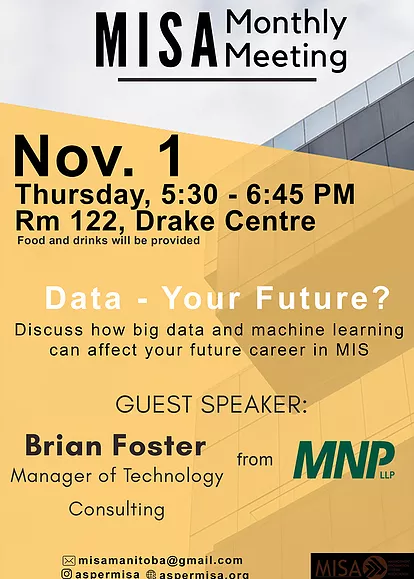 MISA Monthly Meeting
Nov. 1
Thursday, 5:30 - 6:45 PM
Rm 122, Drake Centre
Food and drinks will be provided
Data - Your Future?
Discuss how big data and machine learning
can affect your future career in MIS
GUEST SPEAKER:
Brian Foster
Manager of Technology
Consulting
from
MNP
LLP
misamanitoba@gmail.com
aspermisa aspermisa.org
MISA